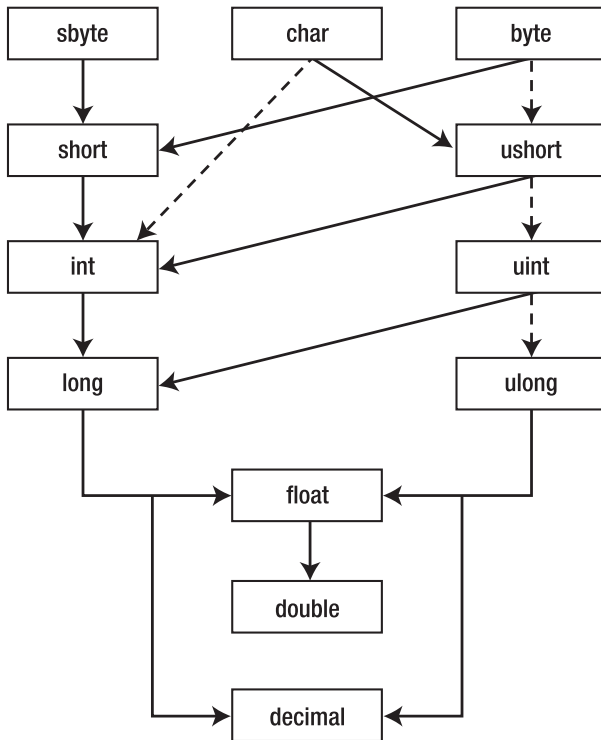 sbyte
char
byte
short
ushort
int
uint
long
ulong
float
double
decimal